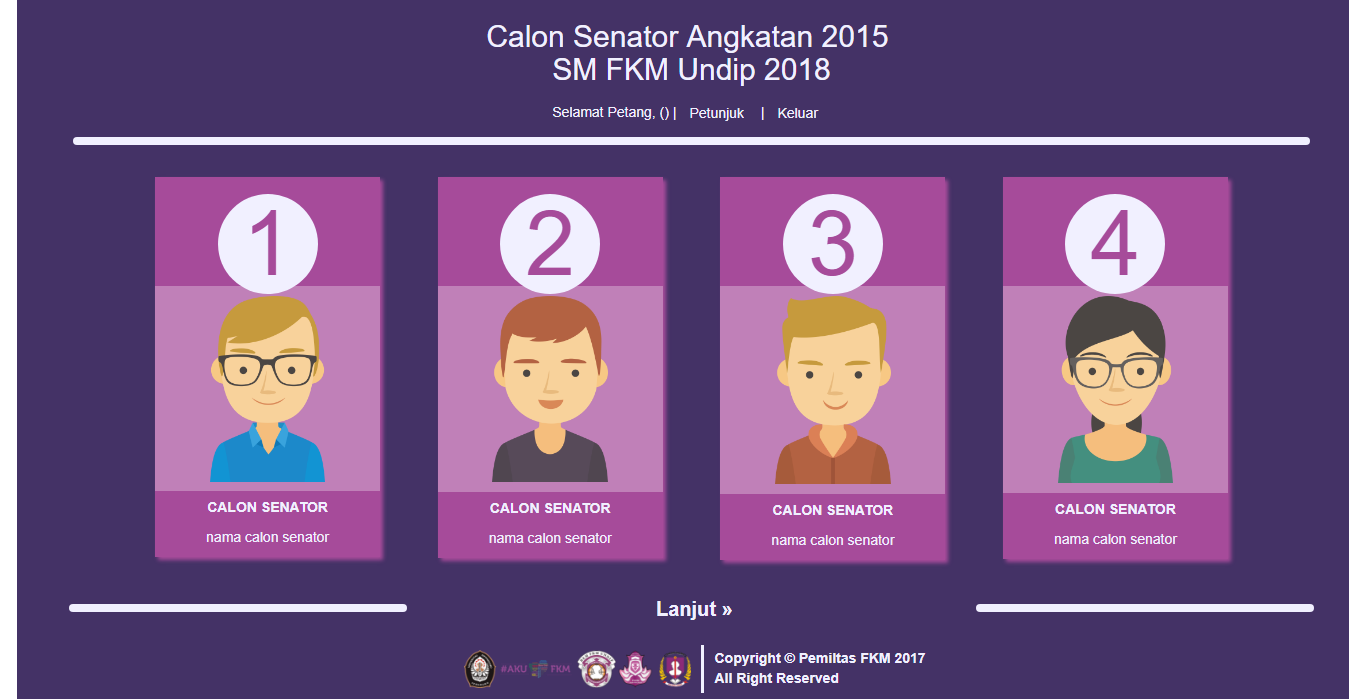 Calon Senator Angkatan 2015
SM FKM Undip 2018
Selamat Petang, () | Petunjuk | Keluar
1
2
3
4
CALON SENATOR
nama calon senator
CALON SENATOR
nama calon senator
CALON SENATOR
nama calon senator
CALON SENATOR
nama calon senator
Lanjut »
#AKU FKM
Copyright © Pemiltas FKM 2017
All Right Reserved